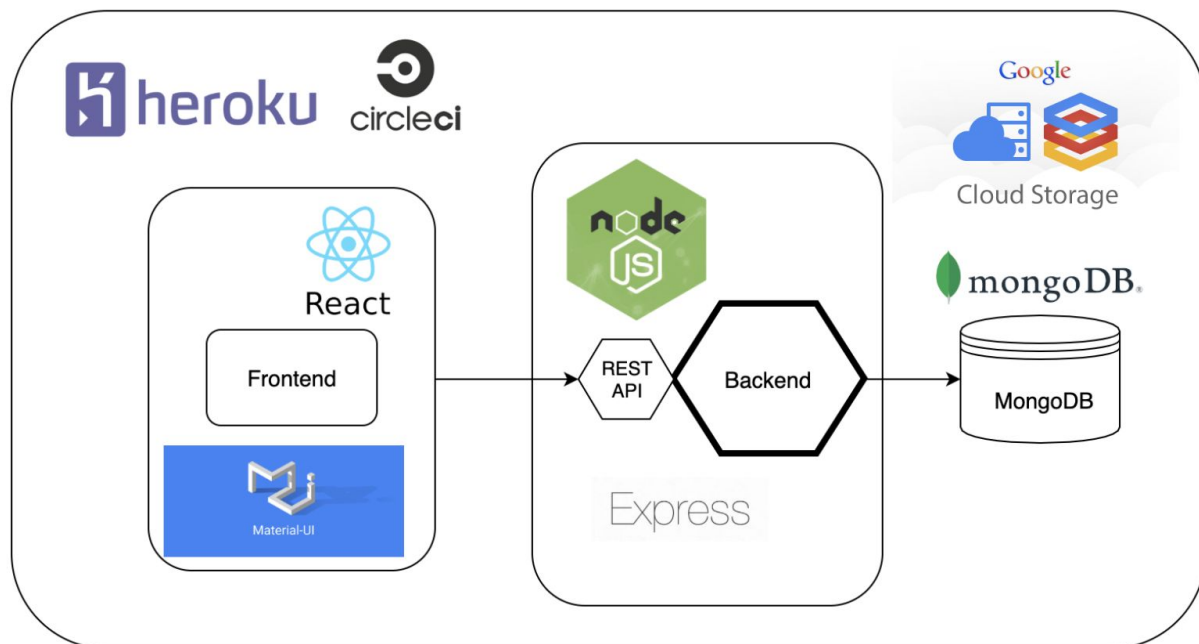 heroku
circleci
Google
Cloud Storage
React
Frontend
Material-UI
node
JS
REST
API
Backend
Express
mongoDB®
MongoDB